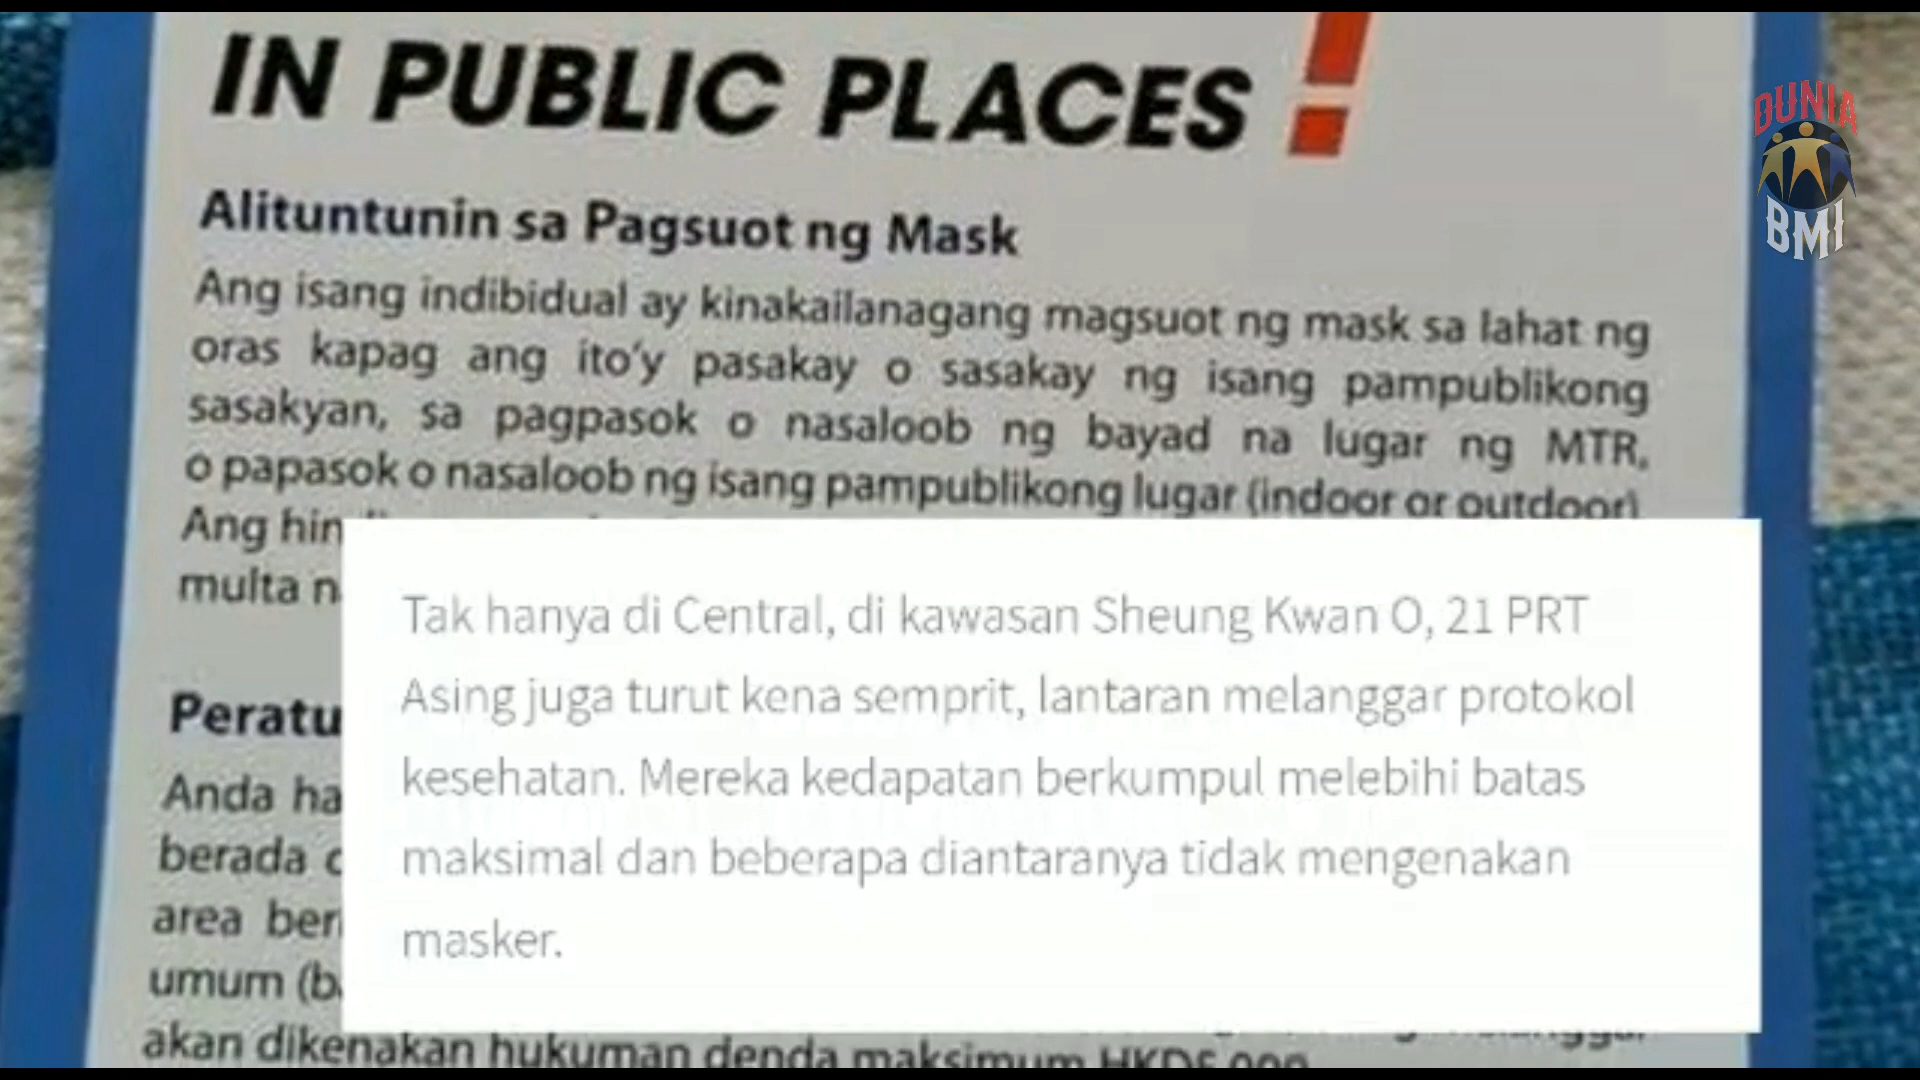 IN PUBLIC PLACES!
DUNIA
BMI
Alituntunin sa Pagsuot ng Mask
Ang isang indibidual ay kinakailanagang magsuot ng mask sa lahat ng
oras kapag ang ito'y pasakay o sasakay ng isang pampublikong
sasakyan, sa pagpasok o nasaloob ng bayad na lugar ng MTR,
o papasok o nasaloob ng isang pampublikong lugar (indoor or outdoor)
Ang
multa
Tak hanya di Central, di kawasan Sheung Kwan O, 21 PRT
Asing juga turut kena semprit, lantaran melanggar protokol
kesehatan. Mereka kedapatan berkumpul melebihi batas
maksimal dan beberapa diantaranya tidak mengenakan
masker.
Anda
berada
area
umum
akan dikenakan hukuman denda maksimum